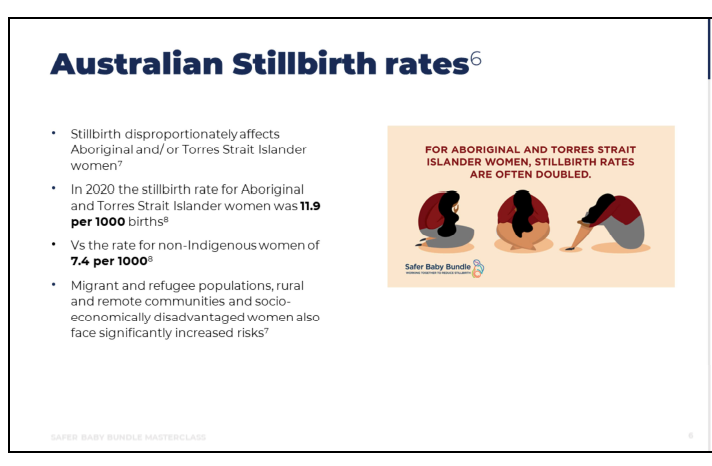 Australian Stillbirth rates⁶
• Stillbirth disproportionately affects
Aboriginal and/ or Torres Strait Islander
women⁷
• In 2020 the stillbirth rate for Aboriginal
and Torres Strait Islander women was 11.9
per 1000 births⁸
• Vs the rate for non-Indigenous women of
7.4 per 1000⁸
• Migrant and refugee populations, rural
and remote communities and socio-
economically disadvantaged women also
face significantly increased risks⁷
FOR ABORIGINAL AND TORRES STRAIT
ISLANDER WOMEN, STILLBIRTH RATES
ARE OFTEN DOUBLED.
Safer Baby Bundle
WORKING TOGETHER TO REDUCE STILLBIRTH
SAFER BABY BUNDLE MASTERCLASS
6